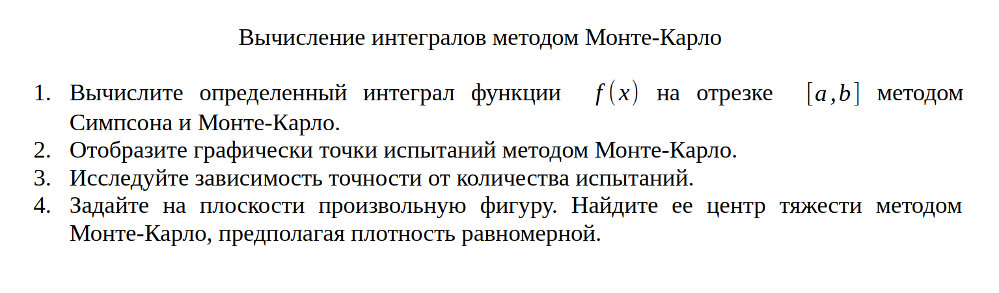 Вычисление интегралов методом Монте-Карло
1. Вычислите определенный интеграл функции f(x) на отрезке [a,b] методом
Симпсона и Монте-Карло.
2. Отобразите графически точки испытаний методом Монте-Карло.
3. Исследуйте зависимость точности от количества испытаний.
4. Задайте на плоскости произвольную фигуру. Найдите ее центр тяжести методом
Монте-Карло, предполагая плотность равномерной.